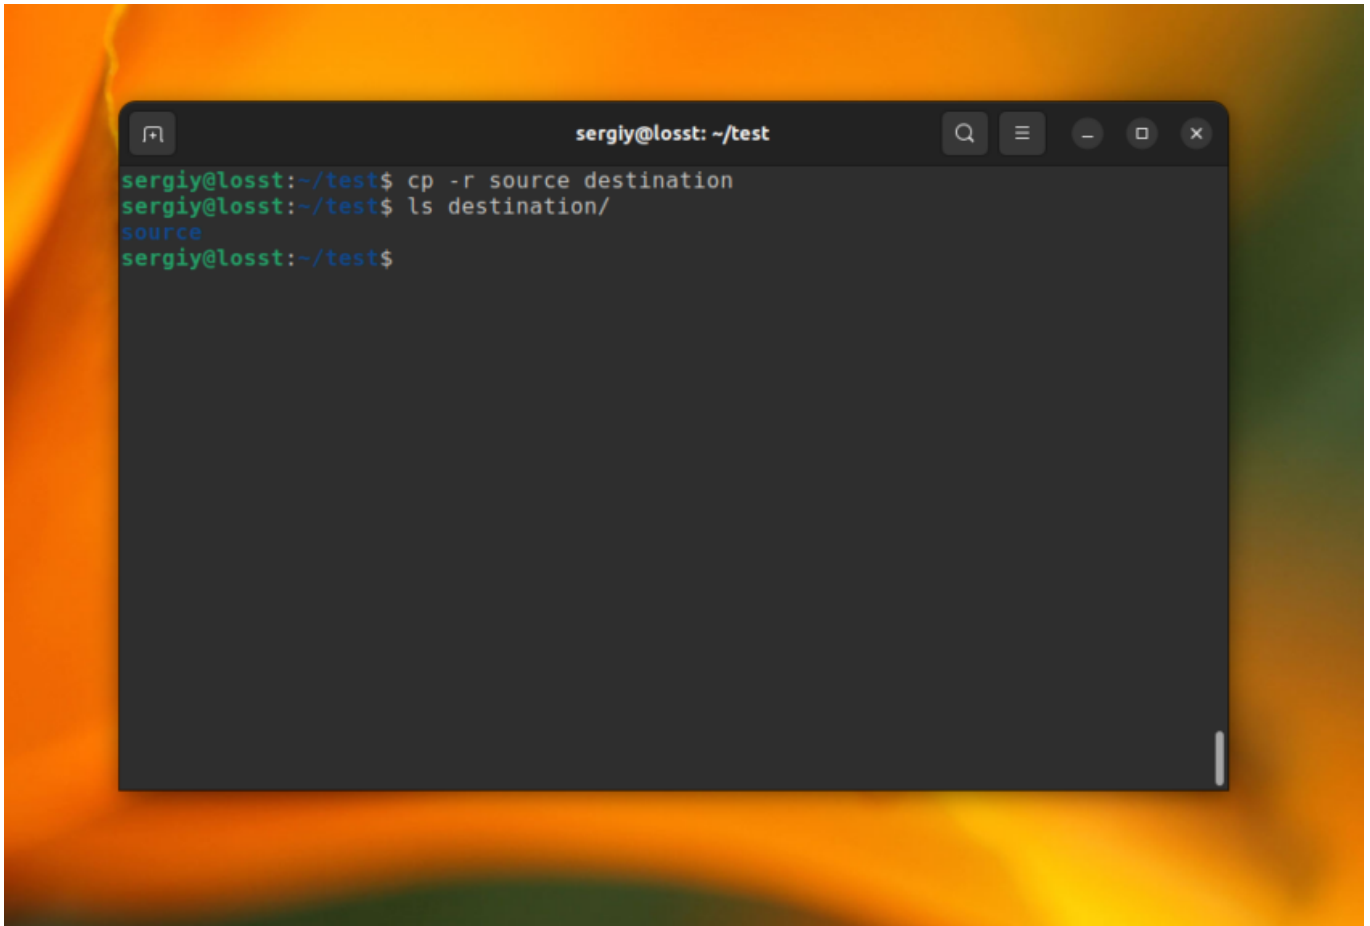 sergiy@losst: ~/test
sergiy@losst:~/test$ cp -r source destination
sergiy@losst:~/test$ ls destination/
source
sergiy@losst:~/test$